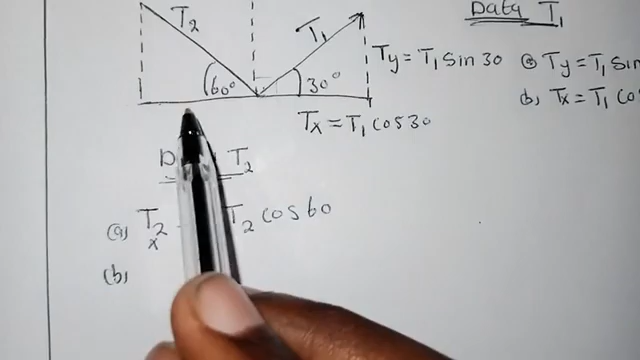 Data T₁
T₂
T₁
60°
30°
Ty = T₁ Sin 30
(a) Ty = T₁ Sin
(b) Tx = T₁ Co
Tx = T₁ cos 30
T₂
(a) T₂x T₂ cos 60
(b)